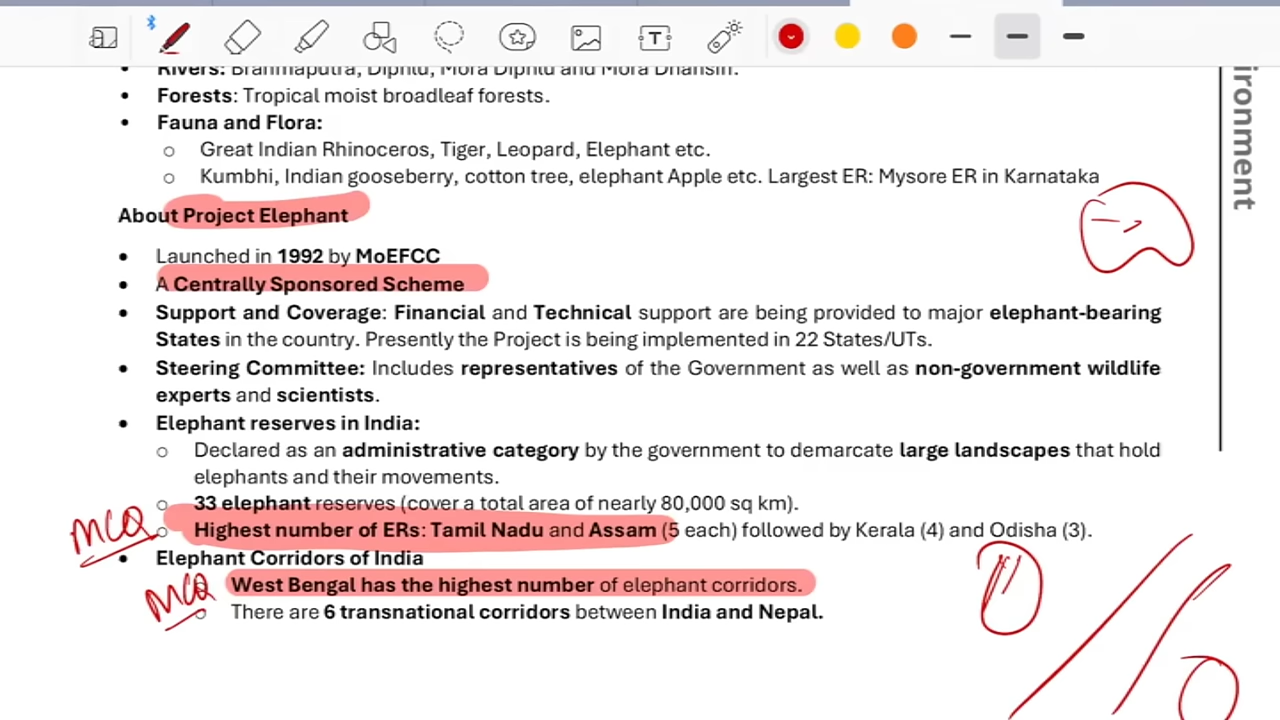 Rivers: Brahmaputra, Diphlu, Mora Diphlu and Mora Dhansiri.
• Forests: Tropical moist broadleaf forests.
• Fauna and Flora:
o Great Indian Rhinoceros, Tiger, Leopard, Elephant etc.
o Kumbhi, Indian gooseberry, cotton tree, elephant Apple etc. Largest ER: Mysore ER in Karnataka
About Project Elephant
• Launched in 1992 by MoEFCC
• A Centrally Sponsored Scheme
• Support and Coverage: Financial and Technical support are being provided to major elephant-bearing
States in the country. Presently the Project is being implemented in 22 States/UTs.
• Steering Committee: Includes representatives of the Government as well as non-government wildlife
experts and scientists.
• Elephant reserves in India:
o Declared as an administrative category by the government to demarcate large landscapes that hold
elephants and their movements.
o 33 elephant reserves (cover a total area of nearly 80,000 sq km).
MCQ
o Highest number of ERs: Tamil Nadu and Assam (5 each) followed by Kerala (4) and Odisha (3).
• Elephant Corridors of India
MCQ
West Bengal has the highest number of elephant corridors.
o There are 6 transnational corridors between India and Nepal.
ironment
T